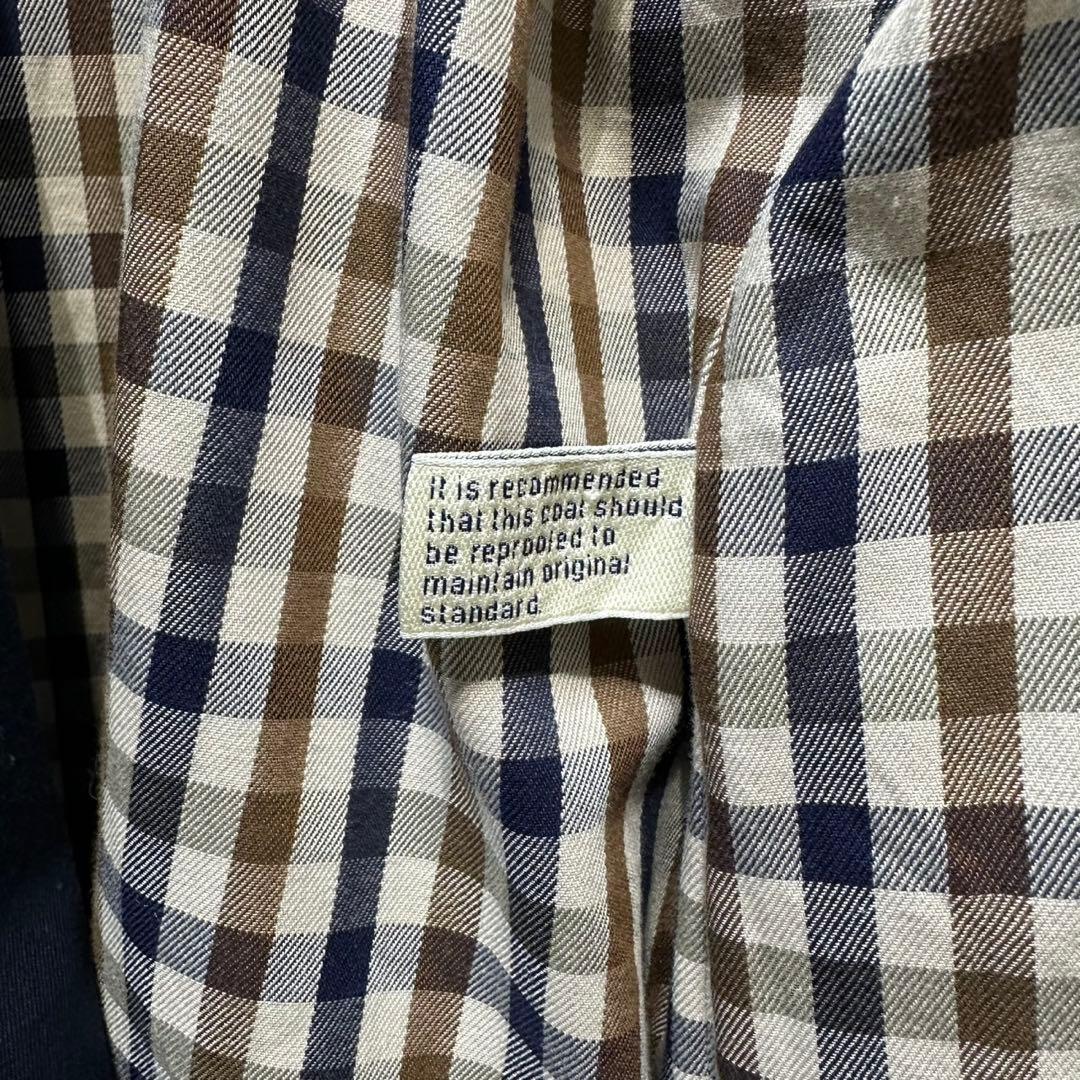 It is recommended
that this coat should
be reproofed to
maintain original
standard.